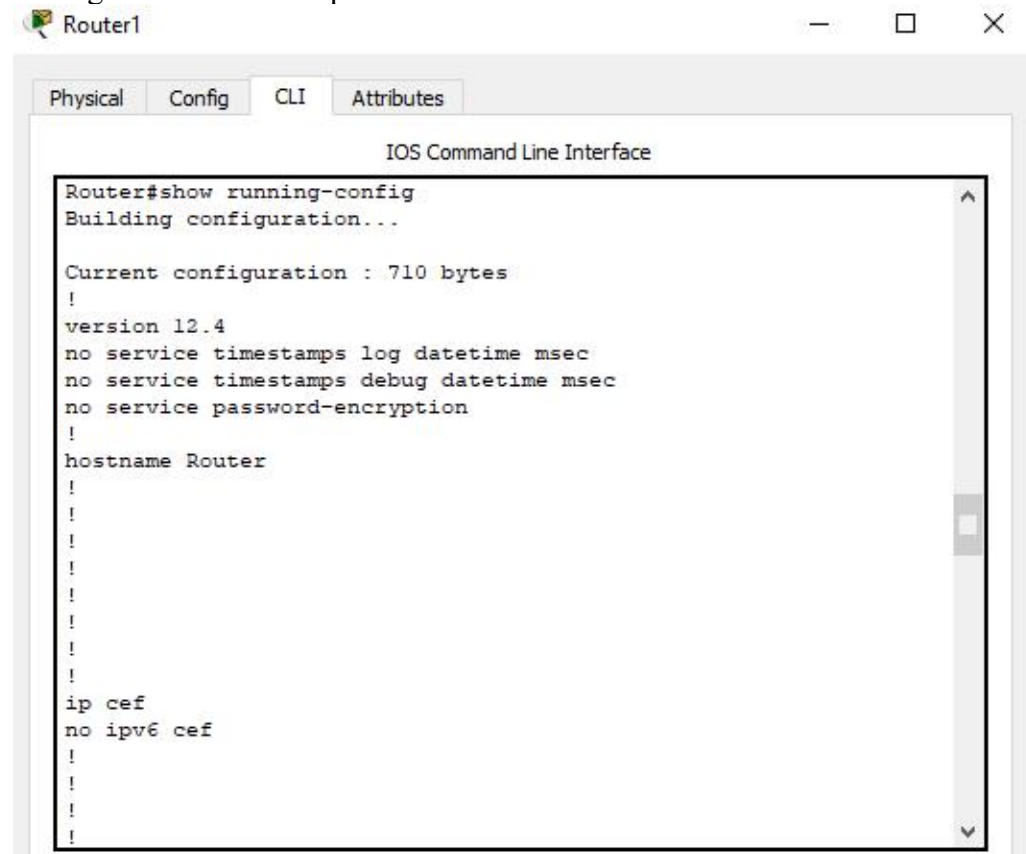 Router1
Physical Config CLI Attributes
IOS Command Line Interface
Router#show running-config
Building configuration...
Current configuration : 710 bytes
!
version 12.4
no service timestamps log datetime msec
no service timestamps debug datetime msec
no service password-encryption
!
hostname Router
!
!
!
!
!
!
!
!
ip cef
no ipv6 cef
!
!
!
!